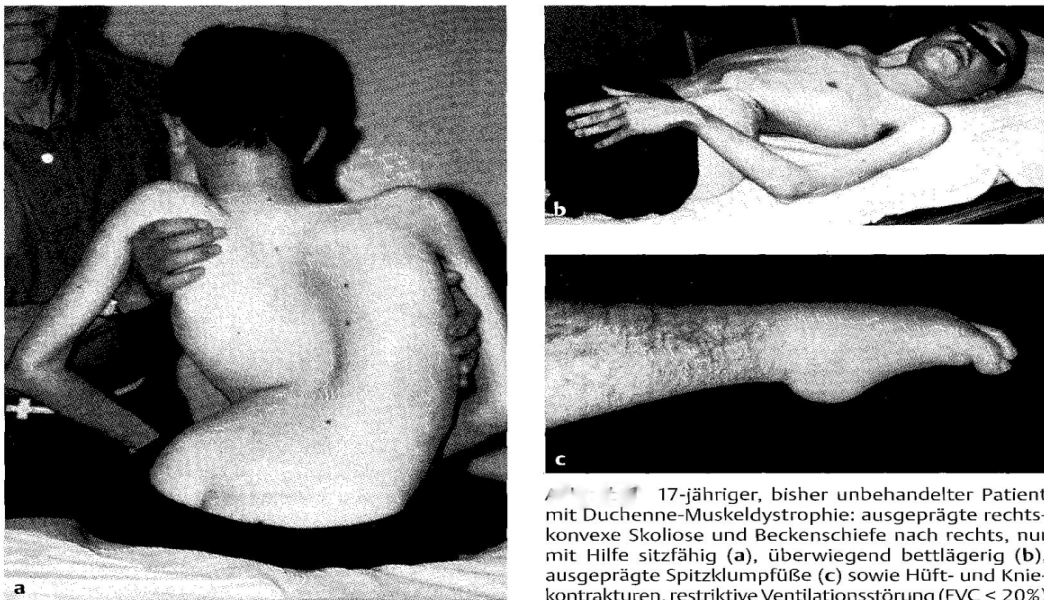 a
b
c
17-jähriger, bisher unbehandelter Patient
mit Duchenne-Muskeldystrophie: ausgeprägte rechts-
konvexe Skoliose und Beckenschiefe nach rechts, nur
mit Hilfe sitzfähig (a), überwiegend bettlägerig (b),
ausgeprägte Spitzklumpfüße (c) sowie Hüft- und Knie-
kontrakturen, restriktive Ventilationsstörung (FVC < 20%)